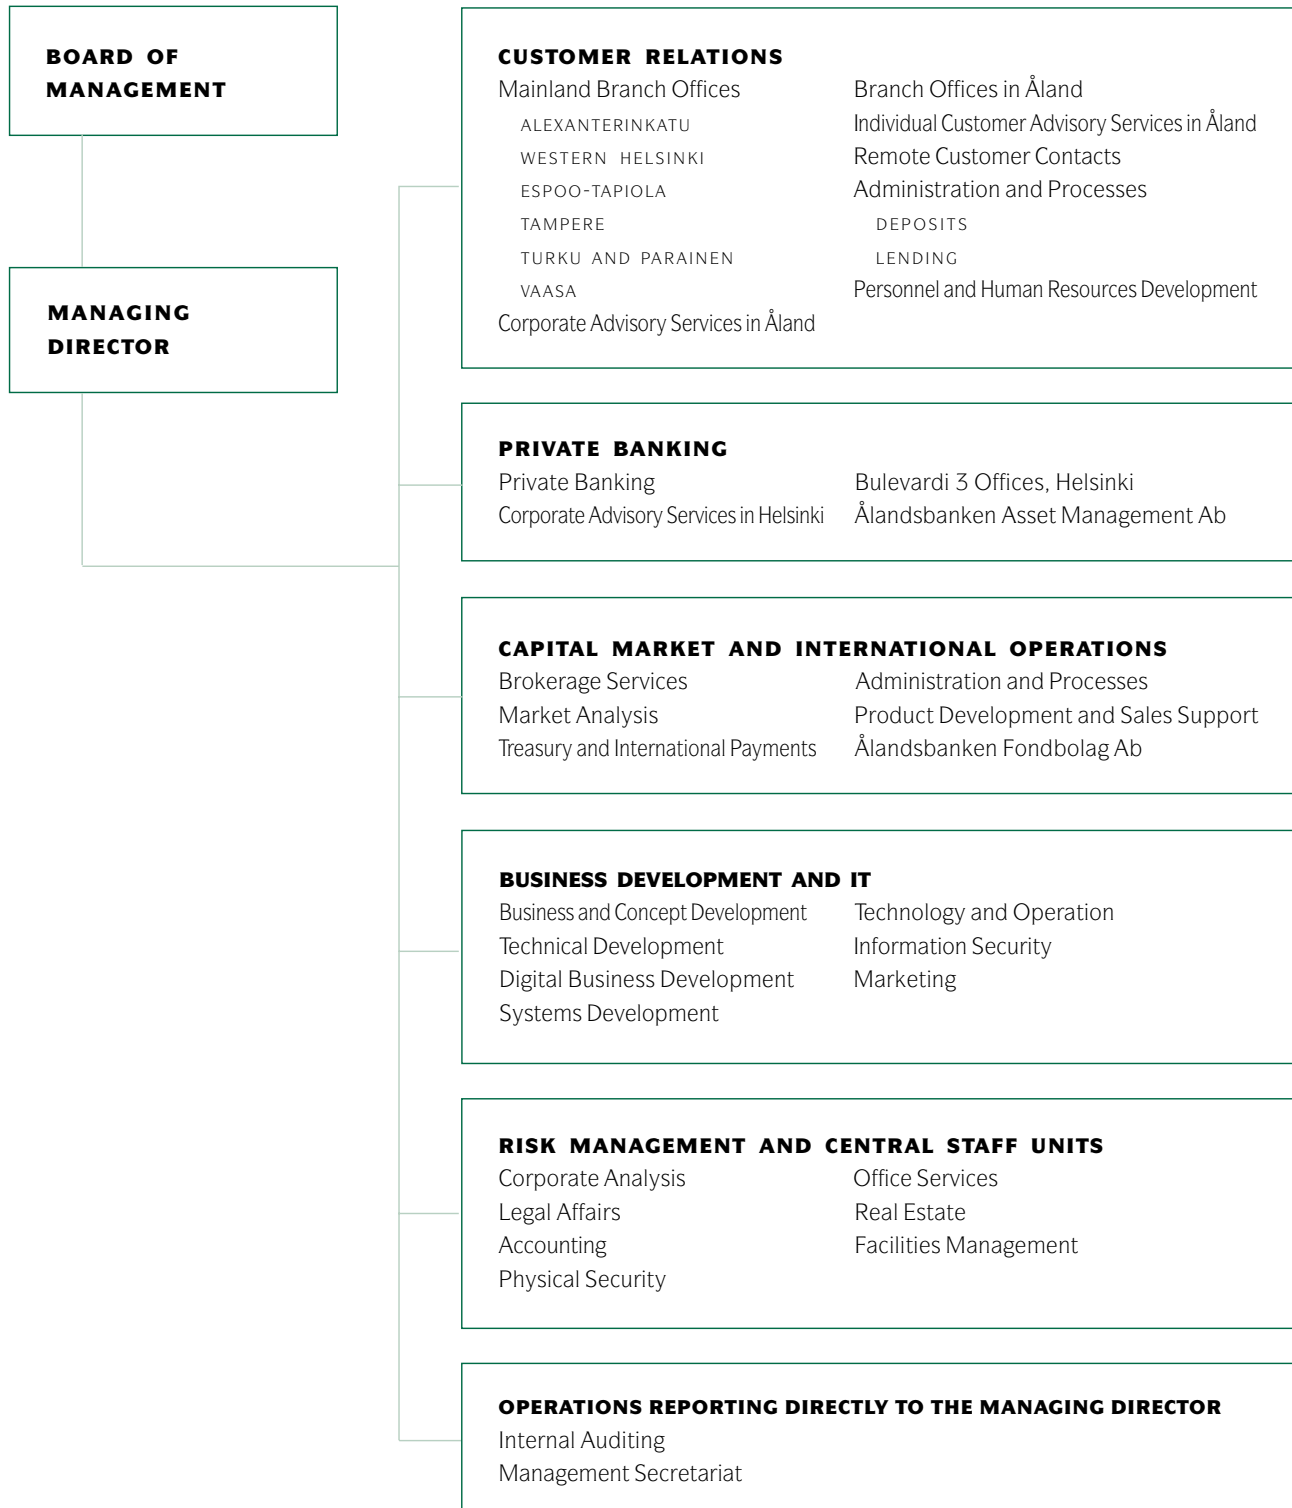 BOARD OF
MANAGEMENT
MANAGING
DIRECTOR
CUSTOMER RELATIONS
Mainland Branch Offices
ALEXANTERINKATU
WESTERN HELSINKI
ESPOO-TAPIOLA
TAMPERE
TURKU AND PARAINEN
VAASA
Corporate Advisory Services in Åland
Branch Offices in Åland
Individual Customer Advisory Services in Åland
Remote Customer Contacts
Administration and Processes
DEPOSITS
LENDING
Personnel and Human Resources Development
PRIVATE BANKING
Private Banking
Corporate Advisory Services in Helsinki
Bulevardi 3 Offices, Helsinki
Ålandsbanken Asset Management Ab
CAPITAL MARKET AND INTERNATIONAL OPERATIONS
Brokerage Services
Market Analysis
Treasury and International Payments
Administration and Processes
Product Development and Sales Support
Ålandsbanken Fondbolag Ab
BUSINESS DEVELOPMENT AND IT
Business and Concept Development
Technical Development
Digital Business Development
Systems Development
Technology and Operation
Information Security
Marketing
RISK MANAGEMENT AND CENTRAL STAFF UNITS
Corporate Analysis
Legal Affairs
Accounting
Physical Security
Office Services
Real Estate
Facilities Management
OPERATIONS REPORTING DIRECTLY TO THE MANAGING DIRECTOR
Internal Auditing
Management Secretariat